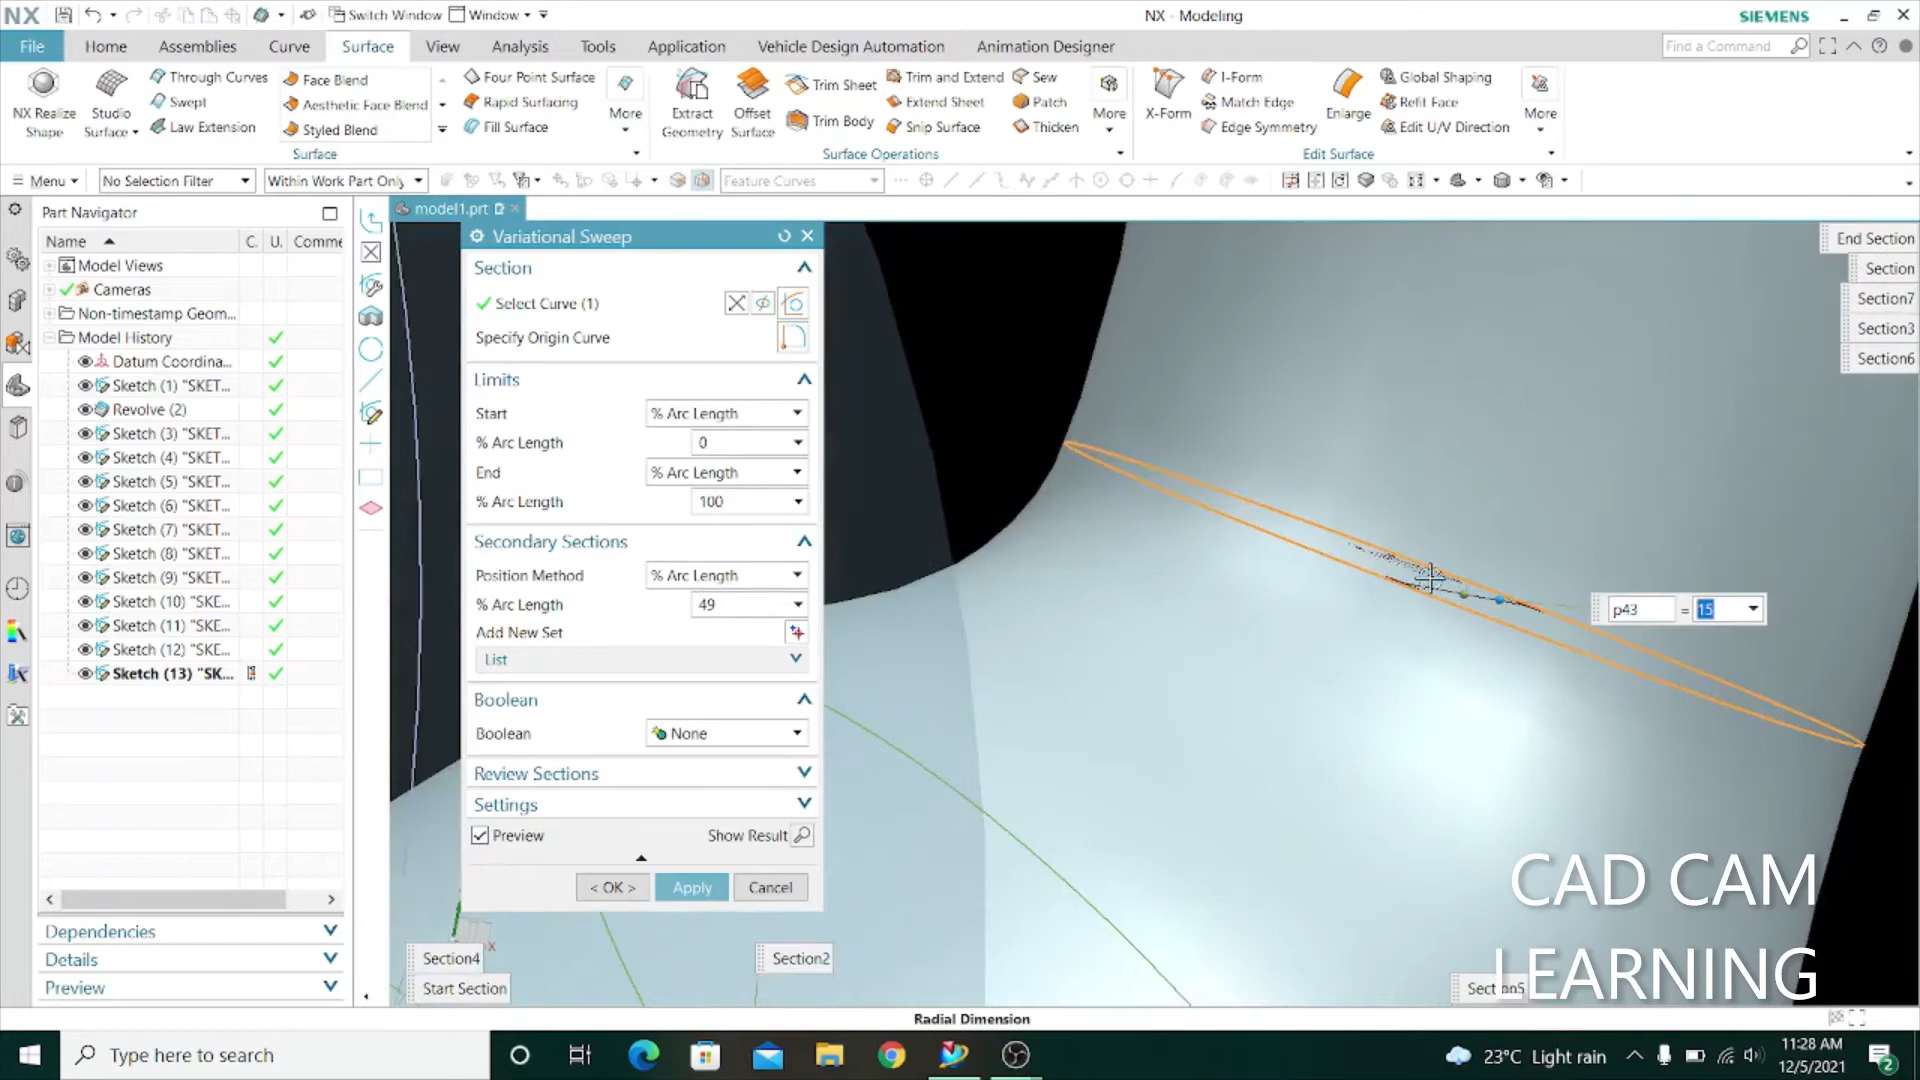 NX
Switch Window
Window
NX - Modeling
SIEMENS
File
Home
Assemblies
Curve
Surface
View
Analysis
Tools
Application
Vehicle Design Automation
Animation Designer
Find a Command
NX Realize
Shape
Studio
Surface
Through Curves
Swept
Law Extension
Face Blend
Aesthetic Face Blend
Styled Blend
Four Point Surface
Rapid Surfacing
Fill Surface
More
Surface
Extract
Geometry
Offset
Surface
Trim Sheet
Trim Body
Trim and Extend
Extend Sheet
Snip Surface
Sew
Patch
Thicken
More
Surface Operations
X-Form
I-Form
Match Edge
Edge Symmetry
Enlarge
Global Shaping
Refit Face
Edit U/V Direction
More
Edit Surface
Menu
No Selection Filter
Within Work Part Only
Feature Curves
Part Navigator
Name
C.
U.
Comme
Model Views
Cameras
Non-timestamp Geom...
Model History
Datum Coordina...
Sketch (1) "SKET...
Revolve (2)
Sketch (3) "SKET...
Sketch (4) "SKET...
Sketch (5) "SKET...
Sketch (6) "SKET...
Sketch (7) "SKET...
Sketch (8) "SKET...
Sketch (9) "SKET...
Sketch (10) "SKE...
Sketch (11) "SKE...
Sketch (12) "SKE...
Sketch (13) "SK...
Dependencies
Details
Preview
model1.prt
Variational Sweep
Section
Select Curve (1)
Specify Origin Curve
Limits
Start
% Arc Length
% Arc Length
0
End
% Arc Length
% Arc Length
100
Secondary Sections
Position Method
% Arc Length
% Arc Length
49
Add New Set
List
Boolean
Boolean
None
Review Sections
Settings
Preview
Show Result
< OK >
Apply
Cancel
End Section
Section
Section7
Section3
Section6
p43
=
15
x
Section4
Start Section
Section2
Section5
CAD CAM
LEARNING
Radial Dimension
Type here to search
23°C Light rain
11:28 AM
12/5/2021
2